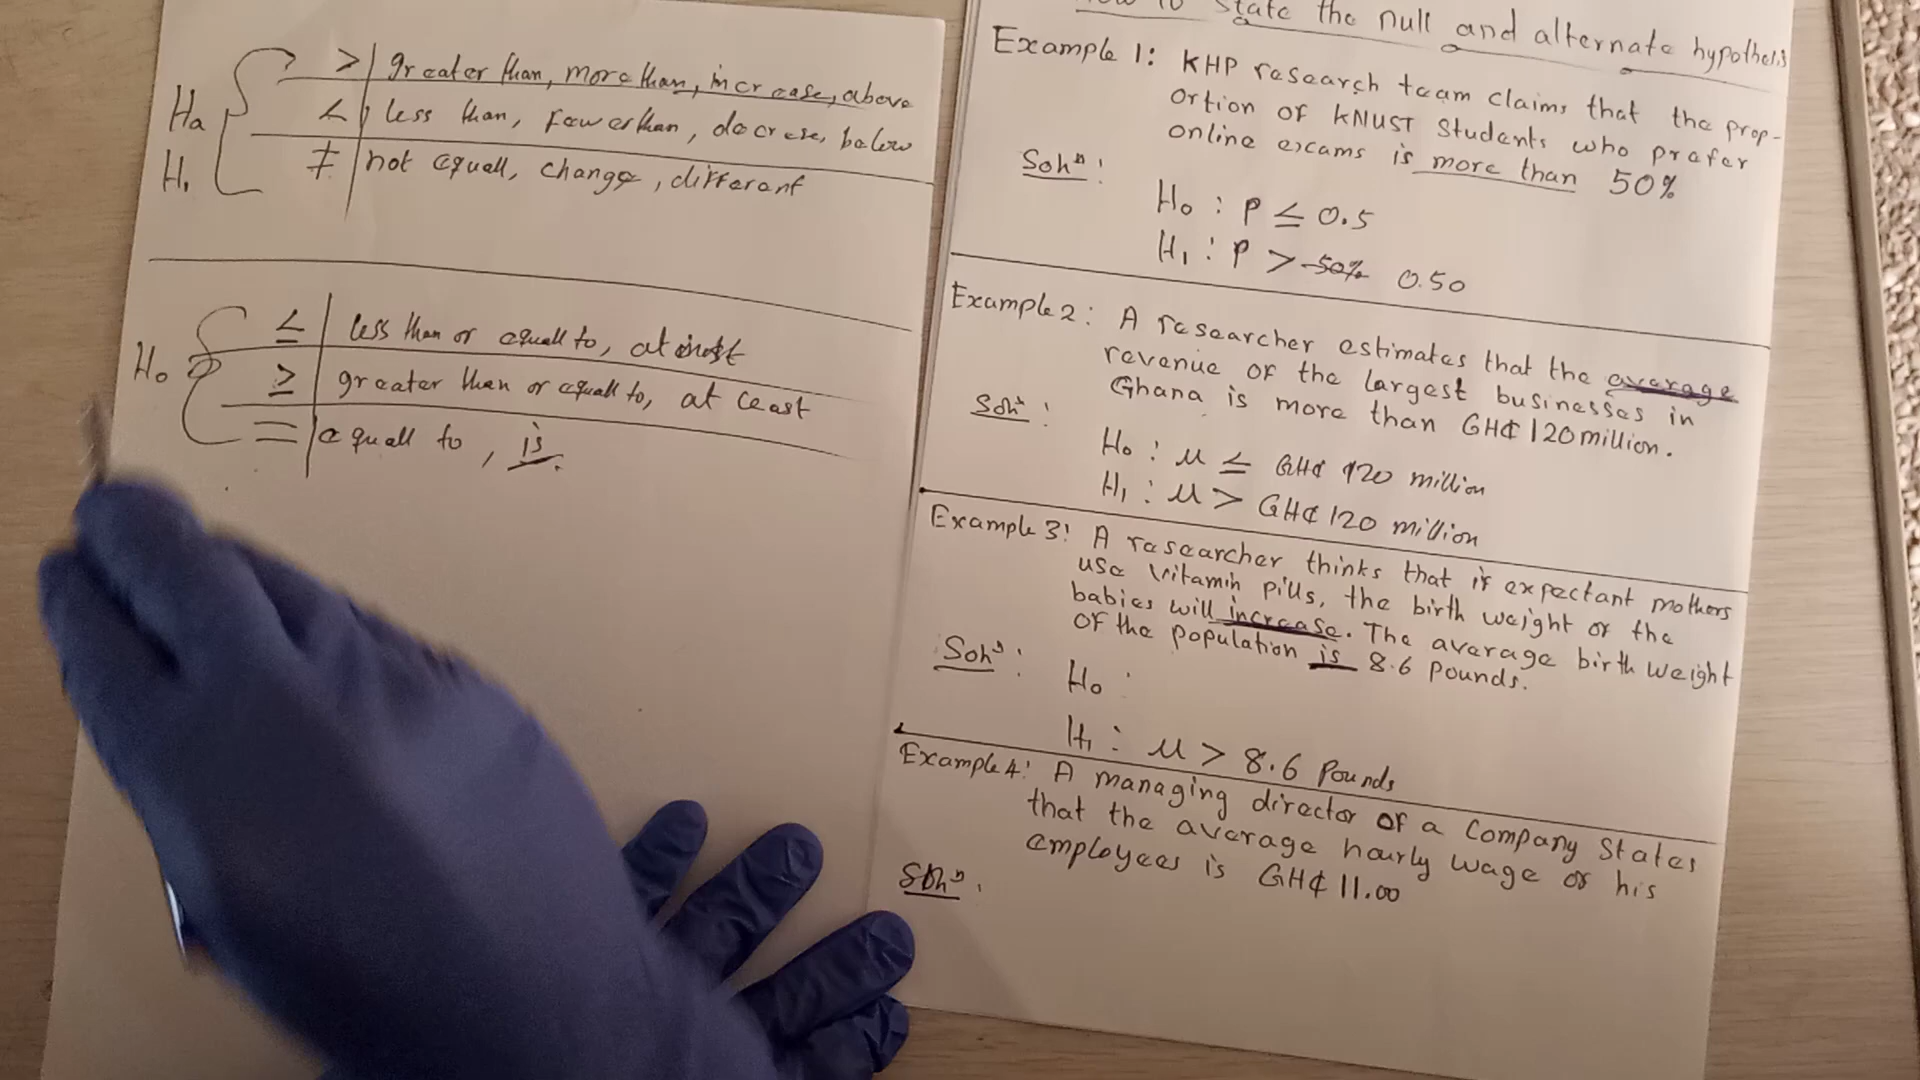 > greater than, more than, increase, above
Ha < less than, fewer than, decrese, below
H₁ ≠ not equall, change, different
≤ less than or equall to, at most
H₀ ≥ greater than or equall to, at least
= equall to, is.
to state the null and alternate hypothesis
Example 1: KHP research team claims that the prop-
ortion of KNUST Students who prefer
online exams is more than 50%
Solⁿ:
H₀ : P ≤ 0.5
H₁ : P > 50% 0.50
Example 2: A researcher estimates that the average
revenue of the largest businesses in
Ghana is more than GH₵ 120 million.
Solⁿ:
H₀ : μ ≤ GH₵ 120 million
H₁ : μ > GH₵ 120 million
Example 3: A researcher thinks that if expectant mothers
use vitamin pills, the birth weight of the
babies will increase. The average birth weight
of the population is 8.6 pounds.
Solⁿ:
H₀ :
H₁ : μ > 8.6 Pounds
Example 4: A managing director of a Company States
that the average hourly wage of his
employees is GH₵ 11.00
Solⁿ: